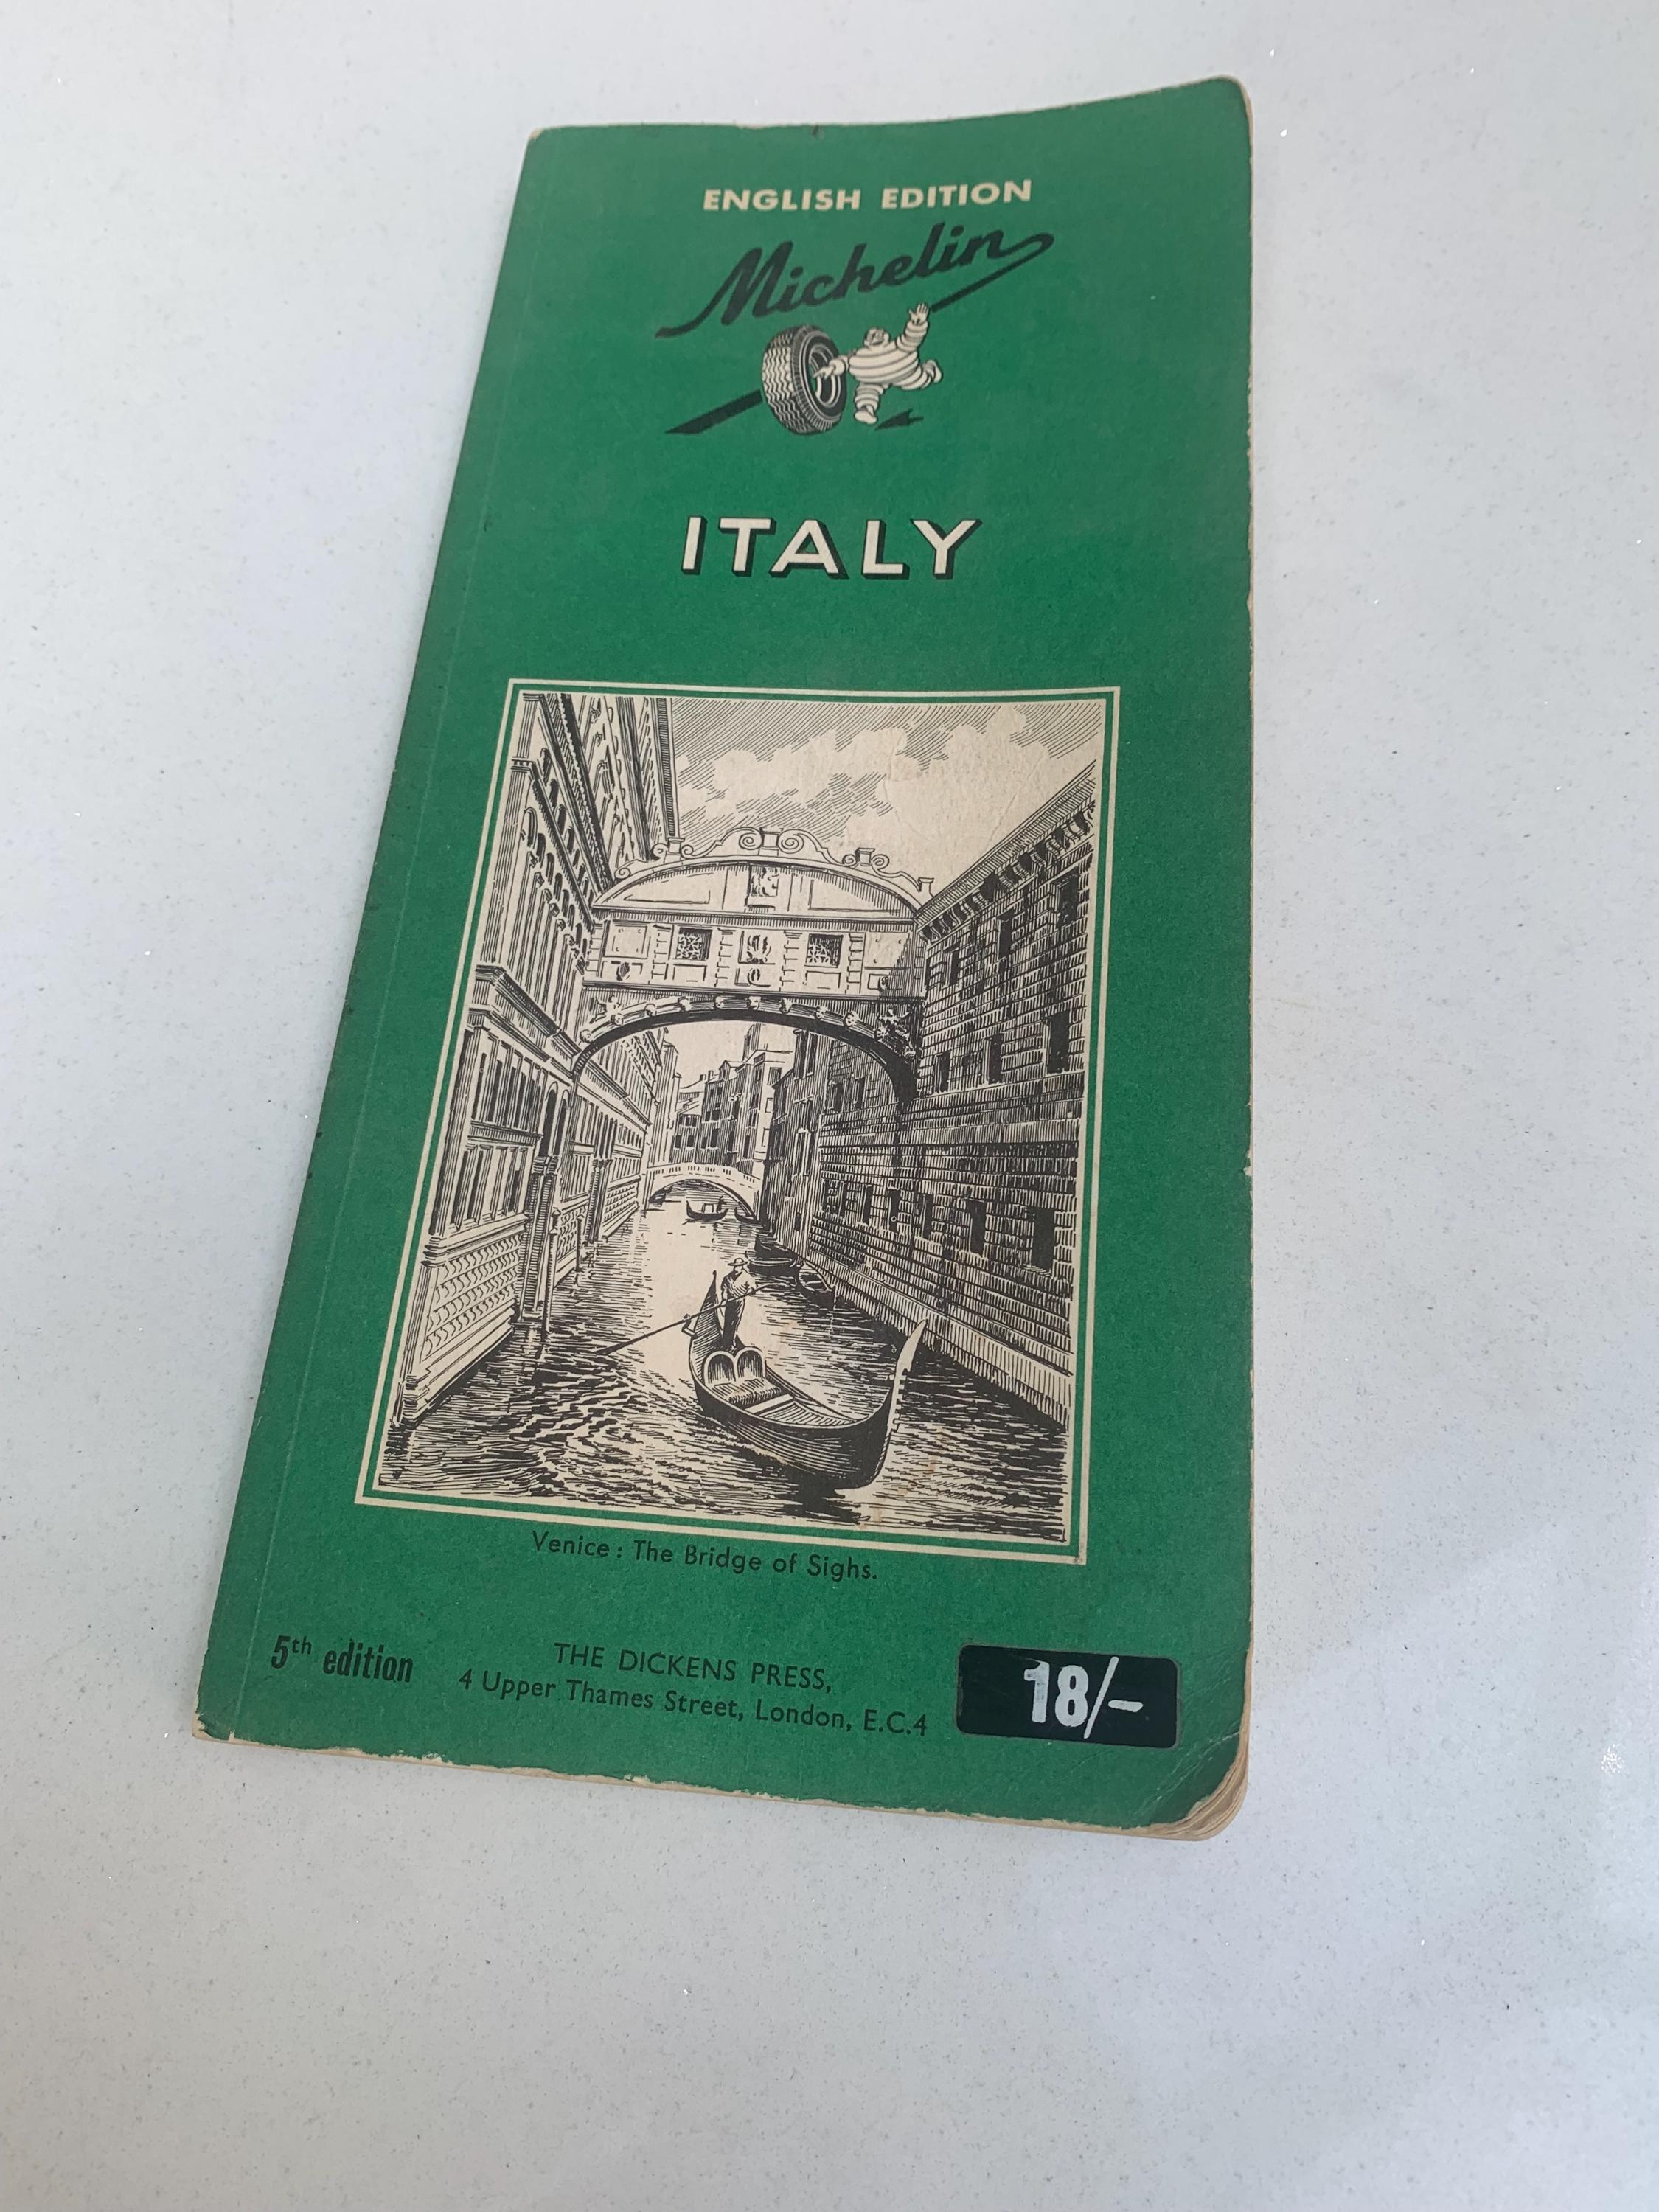 ENGLISH EDITION
Michelin
ITALY
Venice : The Bridge of Sighs.
5th edition
THE DICKENS PRESS,
4 Upper Thames Street, London, E.C.4
18/-